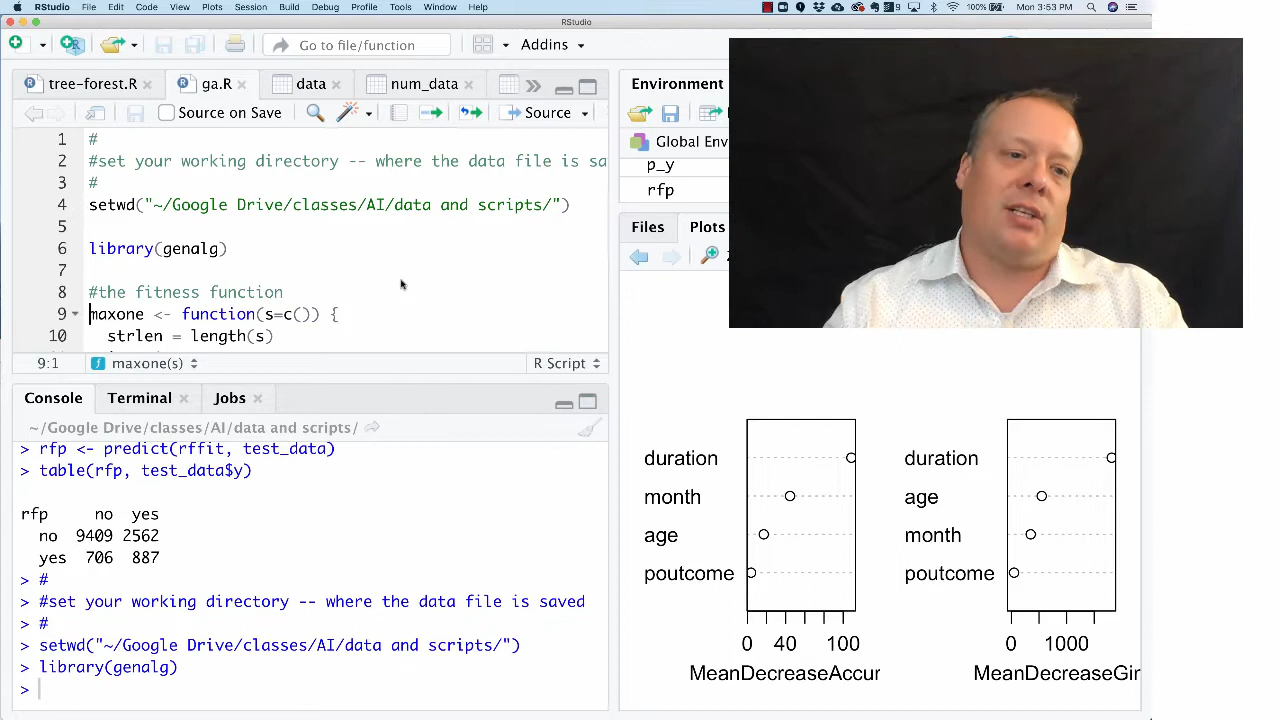 RStudio File Edit Code View Plots Session Build Debug Profile Tools Window Help 9 100% Mon 3:53 PM
RStudio
Go to file/function Addins
tree-forest.R ga.R data num_data
Source on Save Source
1 #
2 #set your working directory -- where the data file is sa
3 #
4 setwd("~/Google Drive/classes/AI/data and scripts/")
5
6 library(genalg)
7
8 #the fitness function
9 maxone <- function(s=c()) {
10 strlen = length(s)
9:1 maxone(s) R Script
Console Terminal Jobs
~/Google Drive/classes/AI/data and scripts/
> rfp <- predict(rffit, test_data)
> table(rfp, test_data$y)
rfp no yes
no 9409 2562
yes 706 887
> #
> #set your working directory -- where the data file is saved
> #
> setwd("~/Google Drive/classes/AI/data and scripts/")
> library(genalg)
>
Environment
Global Env
p_y
rfp
Files Plots
duration
month
age
poutcome
0 40 100
MeanDecreaseAccur
duration
age
month
poutcome
0 1000
MeanDecreaseGir